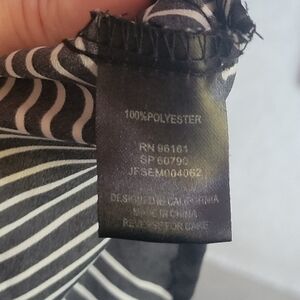 100%POLYESTER
RN 96161
SP 60790
JFSEM004062
DESIGNED IN CALIFORNIA
MADE IN CHINA
REVERSE FOR CARE